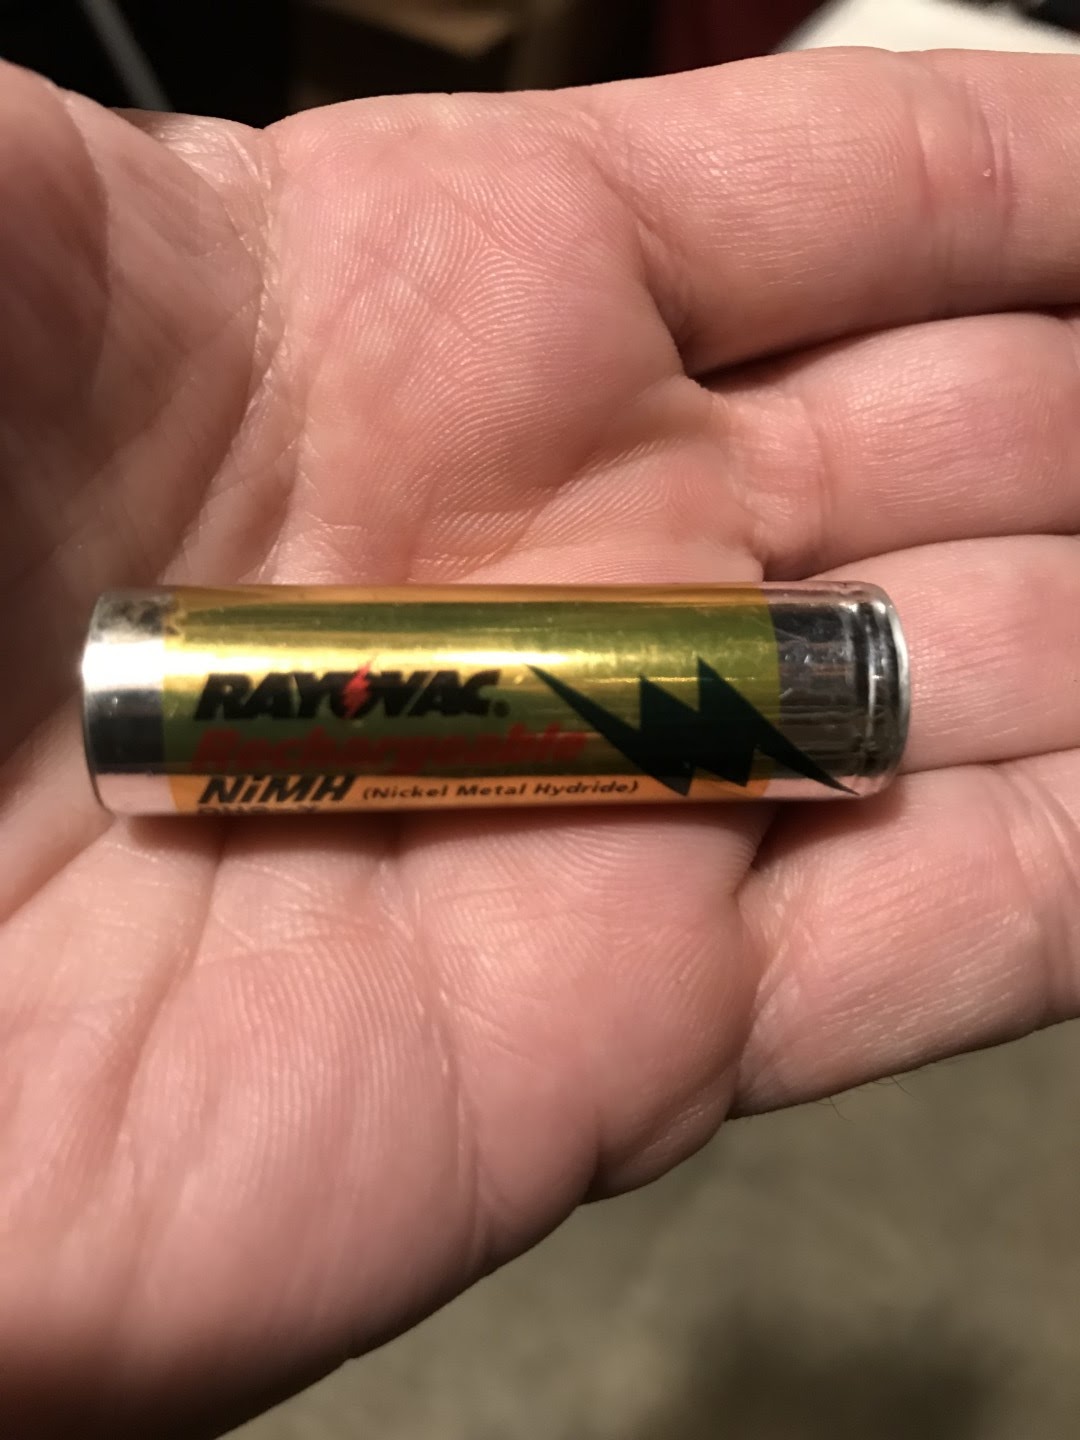 RAYOVAC®
Rechargeable
NiMH (Nickel Metal Hydride)